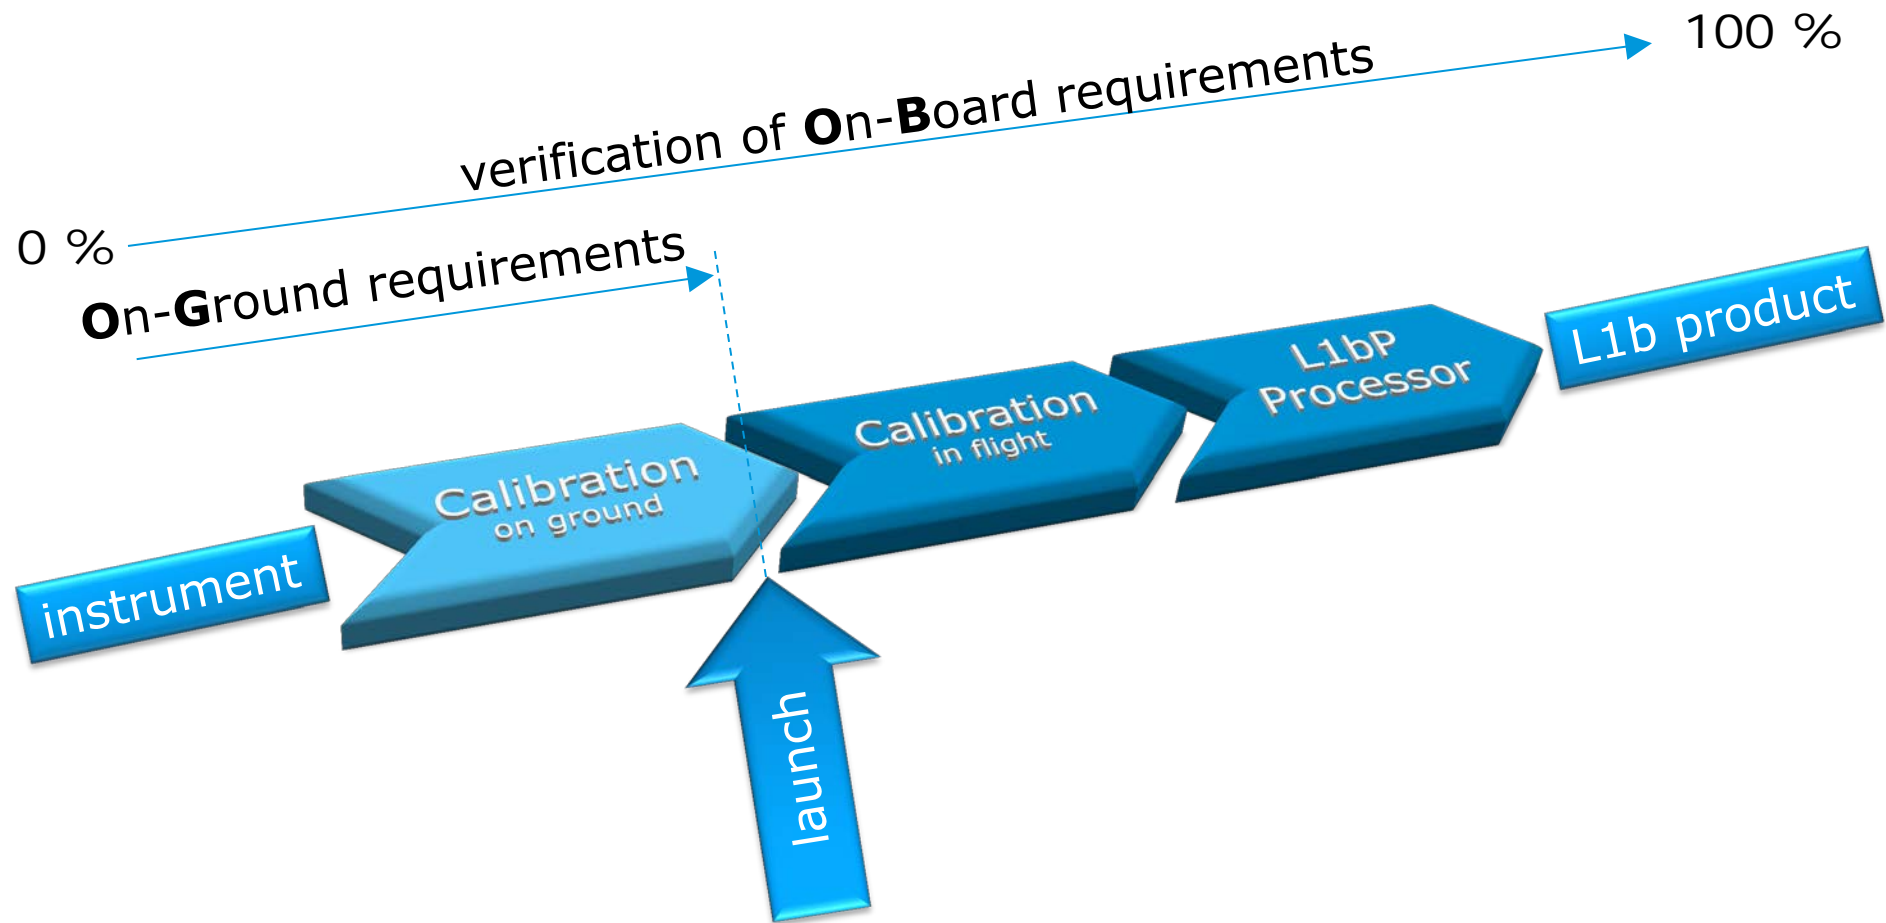 100 %
verification of On-Board requirements
0 %
On-Ground requirements
L1b product
L1bP
Processor
Calibration
in flight
Calibration
on ground
instrument
launch